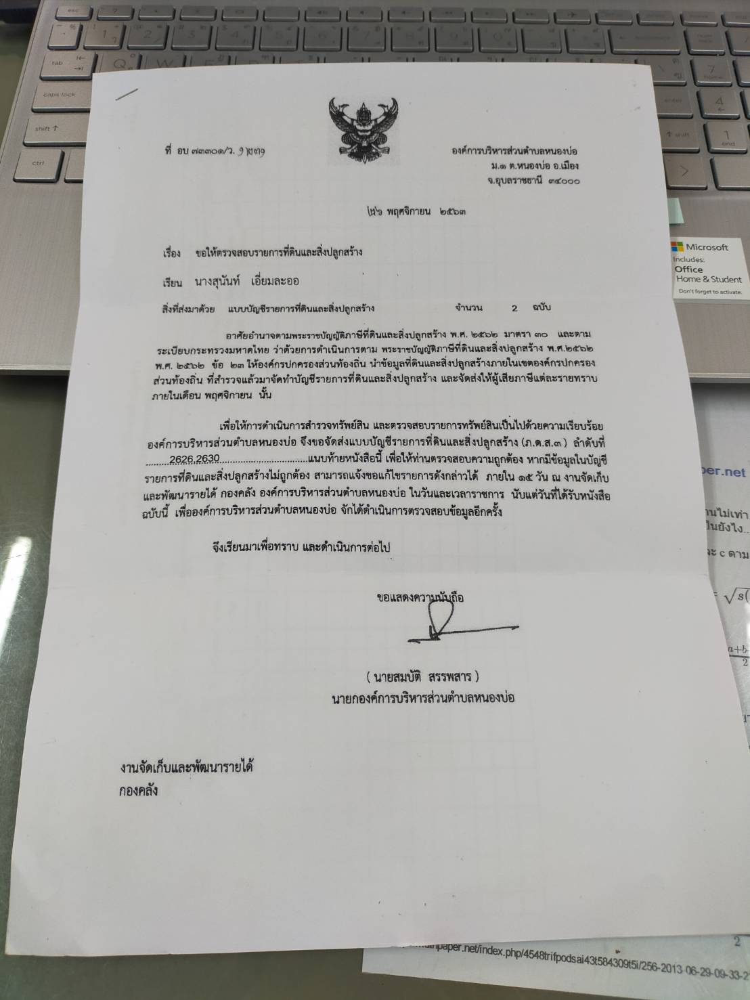 ที่ อบ ๗๓๓๐๑/ว.
องค์การบริหารส่วนตำบลหนองบ่อ
ม.๑ ต.หนองบ่อ อ.เมือง
จ.อุบลราชธานี ๓๔๐๐๐
๒๖ พฤศจิกายน ๒๕๖๓
เรื่อง ขอให้ตรวจสอบรายการที่ดินและสิ่งปลูกสร้าง
เรียน นางสุนันท์ เอี่ยมละออ
สิ่งที่ส่งมาด้วย แบบบัญชีรายการที่ดินและสิ่งปลูกสร้าง จำนวน 2 ฉบับ
อาศัยอำนาจตามพระราชบัญญัติภาษีที่ดินและสิ่งปลูกสร้าง พ.ศ. ๒๕๖๒ มาตรา ๓๐ และตาม
ระเบียบกระทรวงมหาดไทย ว่าด้วยการดำเนินการตาม พระราชบัญญัติภาษีที่ดินและสิ่งปลูกสร้าง พ.ศ.๒๕๖๒
พ.ศ. ๒๕๖๒ ข้อ ๒๓ ให้องค์กรปกครองส่วนท้องถิ่น นำข้อมูลที่ดินและสิ่งปลูกสร้างภายในเขตองค์กรปกครอง
ส่วนท้องถิ่น ที่สำรวจแล้วมาจัดทำบัญชีรายการที่ดินและสิ่งปลูกสร้าง และจัดส่งให้ผู้เสียภาษีแต่ละรายทราบ
ภายในเดือน พฤศจิกายน นั้น
เพื่อให้การดำเนินการสำรวจทรัพย์สิน และตรวจสอบรายการทรัพย์สินเป็นไปด้วยความเรียบร้อย
องค์การบริหารส่วนตำบลหนองบ่อ จึงขอจัดส่งแบบบัญชีรายการที่ดินและสิ่งปลูกสร้าง (ภ.ด.ส.๓ ) ลำดับที่
........2626,2630...................................แนบท้ายหนังสือนี้ เพื่อให้ท่านตรวจสอบความถูกต้อง หากมีข้อมูลในบัญชี
รายการที่ดินและสิ่งปลูกสร้างไม่ถูกต้อง สามารถแจ้งขอแก้ไขรายการดังกล่าวได้ ภายใน ๑๕ วัน ณ งานจัดเก็บ
และพัฒนารายได้ กองคลัง องค์การบริหารส่วนตำบลหนองบ่อ ในวันและเวลาราชการ นับแต่วันที่ได้รับหนังสือ
ฉบับนี้ เพื่อองค์การบริหารส่วนตำบลหนองบ่อ จักได้ดำเนินการตรวจสอบข้อมูลอีกครั้ง
จึงเรียนมาเพื่อทราบ และดำเนินการต่อไป
ขอแสดงความนับถือ
( นายสมบัติ สรรพสาร )
นายกองค์การบริหารส่วนตำบลหนองบ่อ
งานจัดเก็บและพัฒนารายได้
กองคลัง
Microsoft
Includes:
Office
Home & Student
Don't forget to activate.
esc
tab
caps lock
shift
ctrl